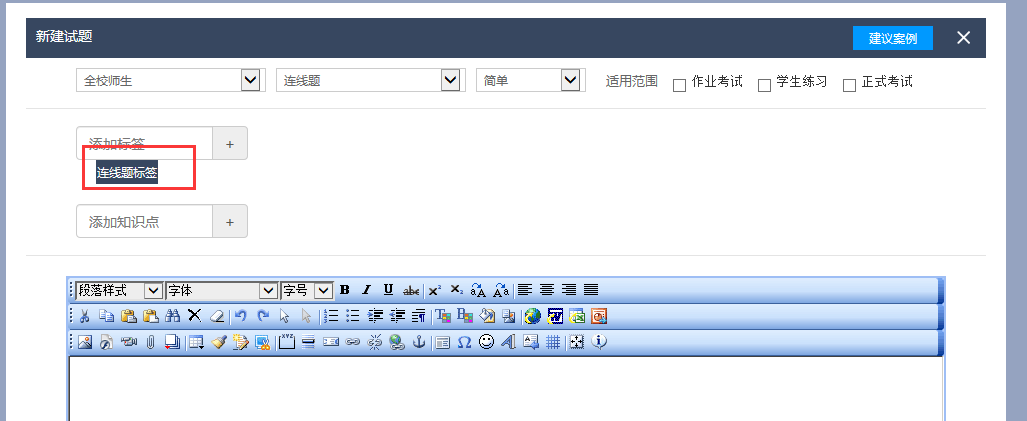 新建试题 建议案例
全校师生 连线题 简单 适用范围 作业考试 学生练习 正式考试
添加标签 +
连线题标签
添加知识点 +
段落样式 字体 字号 B I U abc